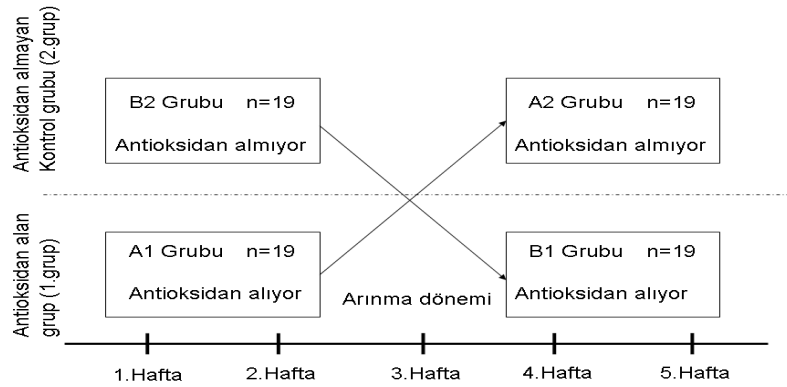 Antioksidan almayan
Kontrol grubu (2.grup)
B2 Grubu n=19
Antioksidan almıyor
A2 Grubu n=19
Antioksidan almıyor
Antioksidan alan
grup (1.grup)
A1 Grubu n=19
Antioksidan alıyor
Arınma dönemi
B1 Grubu n=19
Antioksidan alıyor
1.Hafta 2.Hafta 3.Hafta 4.Hafta 5.Hafta